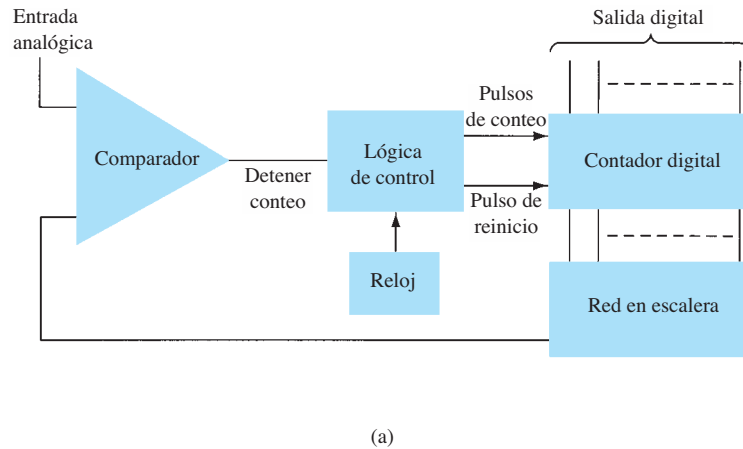 Entrada
analógica
Salida digital
Comparador
Detener
conteo
Lógica
de control
Pulsos
de conteo
Pulso de
reinicio
Contador digital
Reloj
Red en escalera
(a)